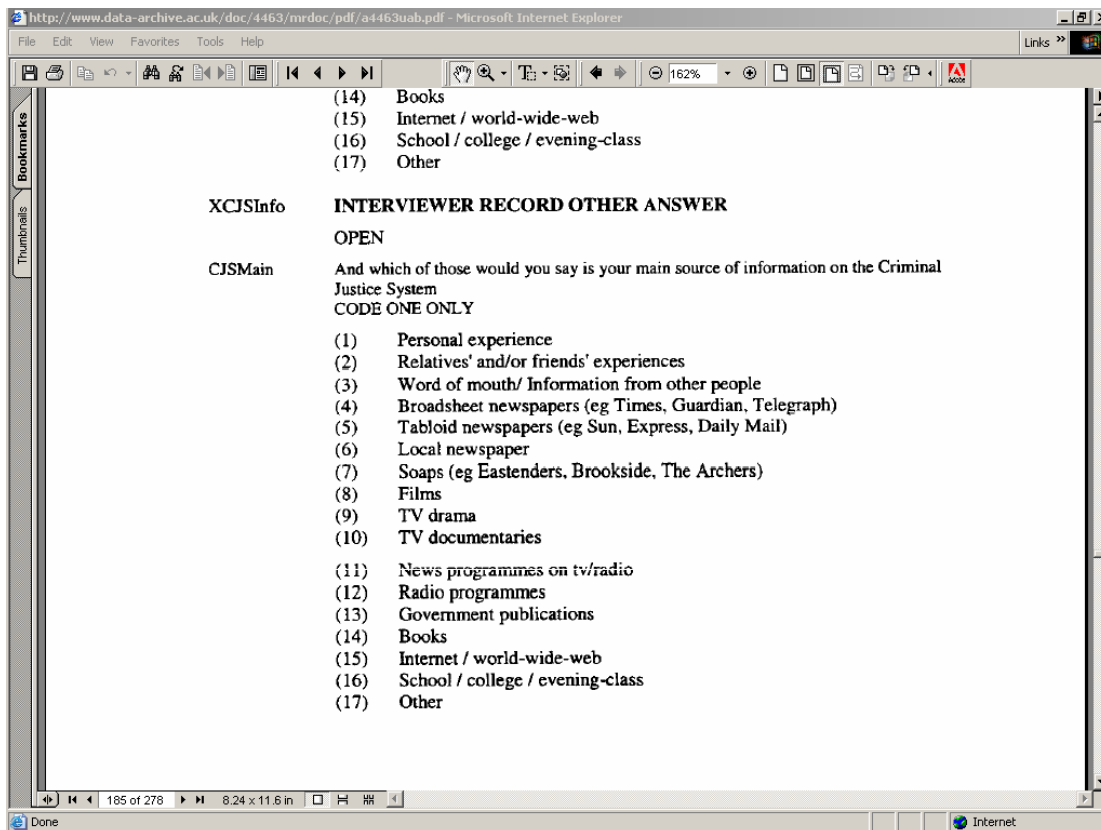 http://www.data-archive.ac.uk/doc/4463/mrdoc/pdf/a4463uab.pdf - Microsoft Internet Explorer
File Edit View Favorites Tools Help Links »
162%
Adobe
Bookmarks
Thumbnails
(14) Books
(15) Internet / world-wide-web
(16) School / college / evening-class
(17) Other
XCJSInfo INTERVIEWER RECORD OTHER ANSWER
OPEN
CJSMain And which of those would you say is your main source of information on the Criminal
Justice System
CODE ONE ONLY
(1) Personal experience
(2) Relatives' and/or friends' experiences
(3) Word of mouth/ Information from other people
(4) Broadsheet newspapers (eg Times, Guardian, Telegraph)
(5) Tabloid newspapers (eg Sun, Express, Daily Mail)
(6) Local newspaper
(7) Soaps (eg Eastenders, Brookside, The Archers)
(8) Films
(9) TV drama
(10) TV documentaries
(11) News programmes on tv/radio
(12) Radio programmes
(13) Government publications
(14) Books
(15) Internet / world-wide-web
(16) School / college / evening-class
(17) Other
185 of 278 8.24 x 11.6 in
Done Internet